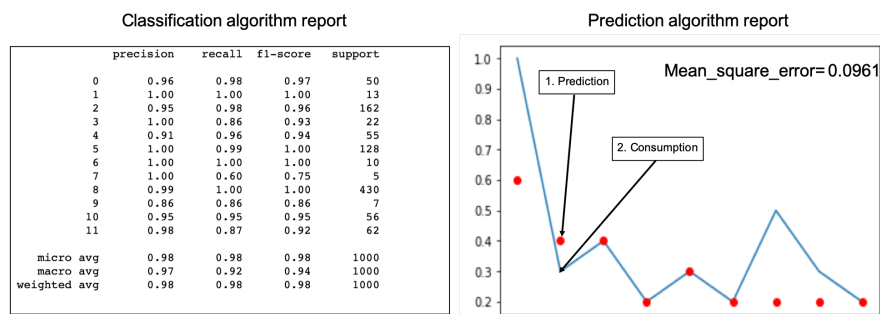 Classification algorithm report
precision recall f1-score support
0 0.96 0.98 0.97 50
1 1.00 1.00 1.00 13
2 0.95 0.98 0.96 162
3 1.00 0.86 0.93 22
4 0.91 0.96 0.94 55
5 1.00 0.99 1.00 128
6 1.00 1.00 1.00 10
7 1.00 0.60 0.75 5
8 0.99 1.00 1.00 430
9 0.86 0.86 0.86 7
10 0.95 0.95 0.95 56
11 0.98 0.87 0.92 62
micro avg 0.98 0.98 0.98 1000
macro avg 0.97 0.92 0.94 1000
weighted avg 0.98 0.98 0.98 1000
Prediction algorithm report
Mean_square_error= 0.0961
1. Prediction
2. Consumption
1.0
0.9
0.8
0.7
0.6
0.5
0.4
0.3
0.2